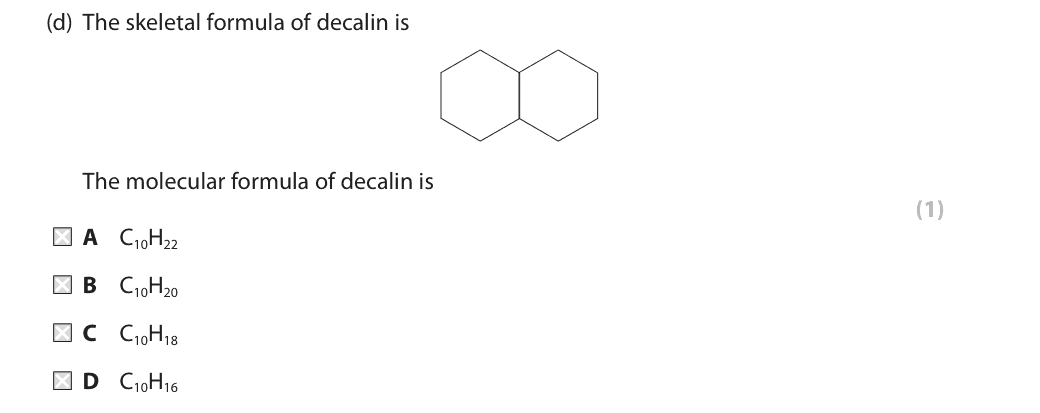 (d) The skeletal formula of decalin is
The molecular formula of decalin is
(1)
A C₁₀H₂₂
B C₁₀H₂₀
C C₁₀H₁₈
D C₁₀H₁₆